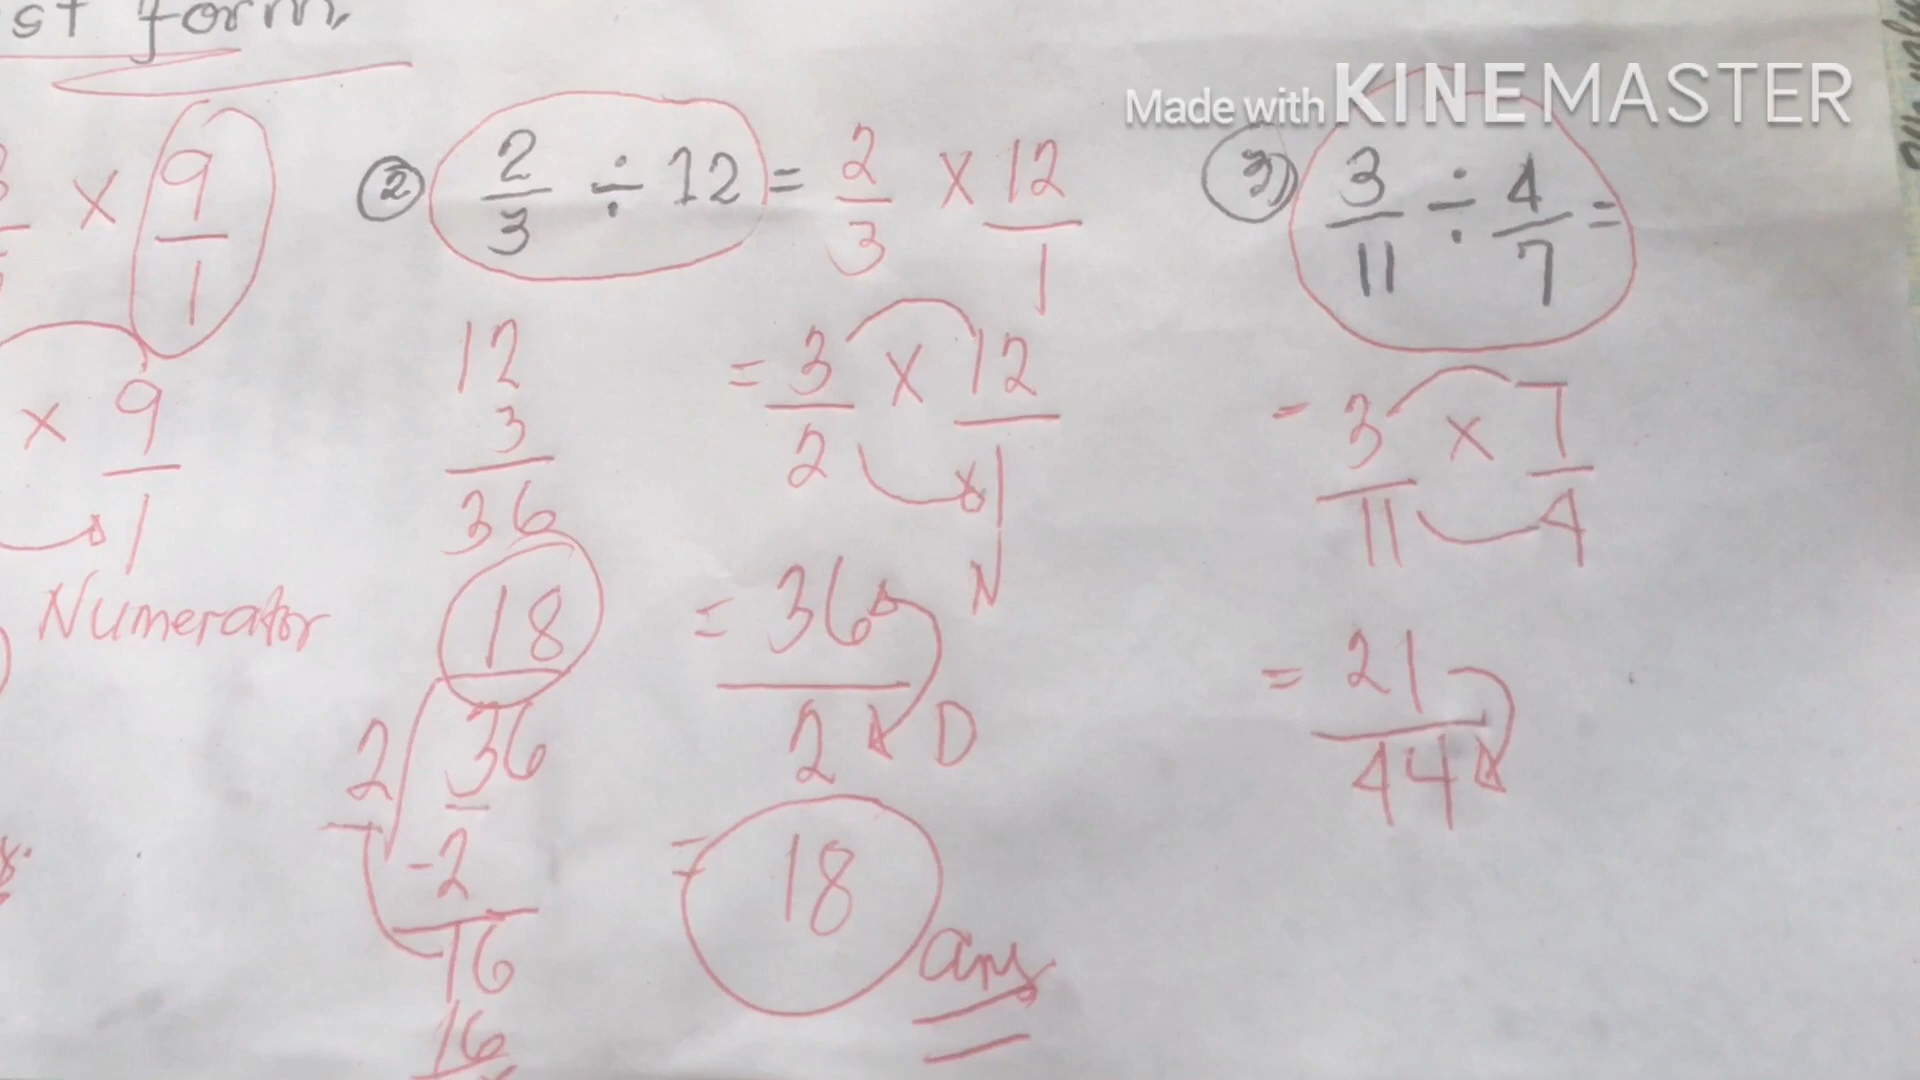 st form.
Made with KINEMASTER
× 9/1
② 2/3 ÷ 12 = 2/3 × 12/1
= 3/2 × 12/1
12
3
36
18
2 36
-2
16
16
= 36/2
N
D
= 18 ans
③ 3/11 ÷ 4/7 =
= 3/11 × 7/4
= 21/44
× 9/1
Numerator